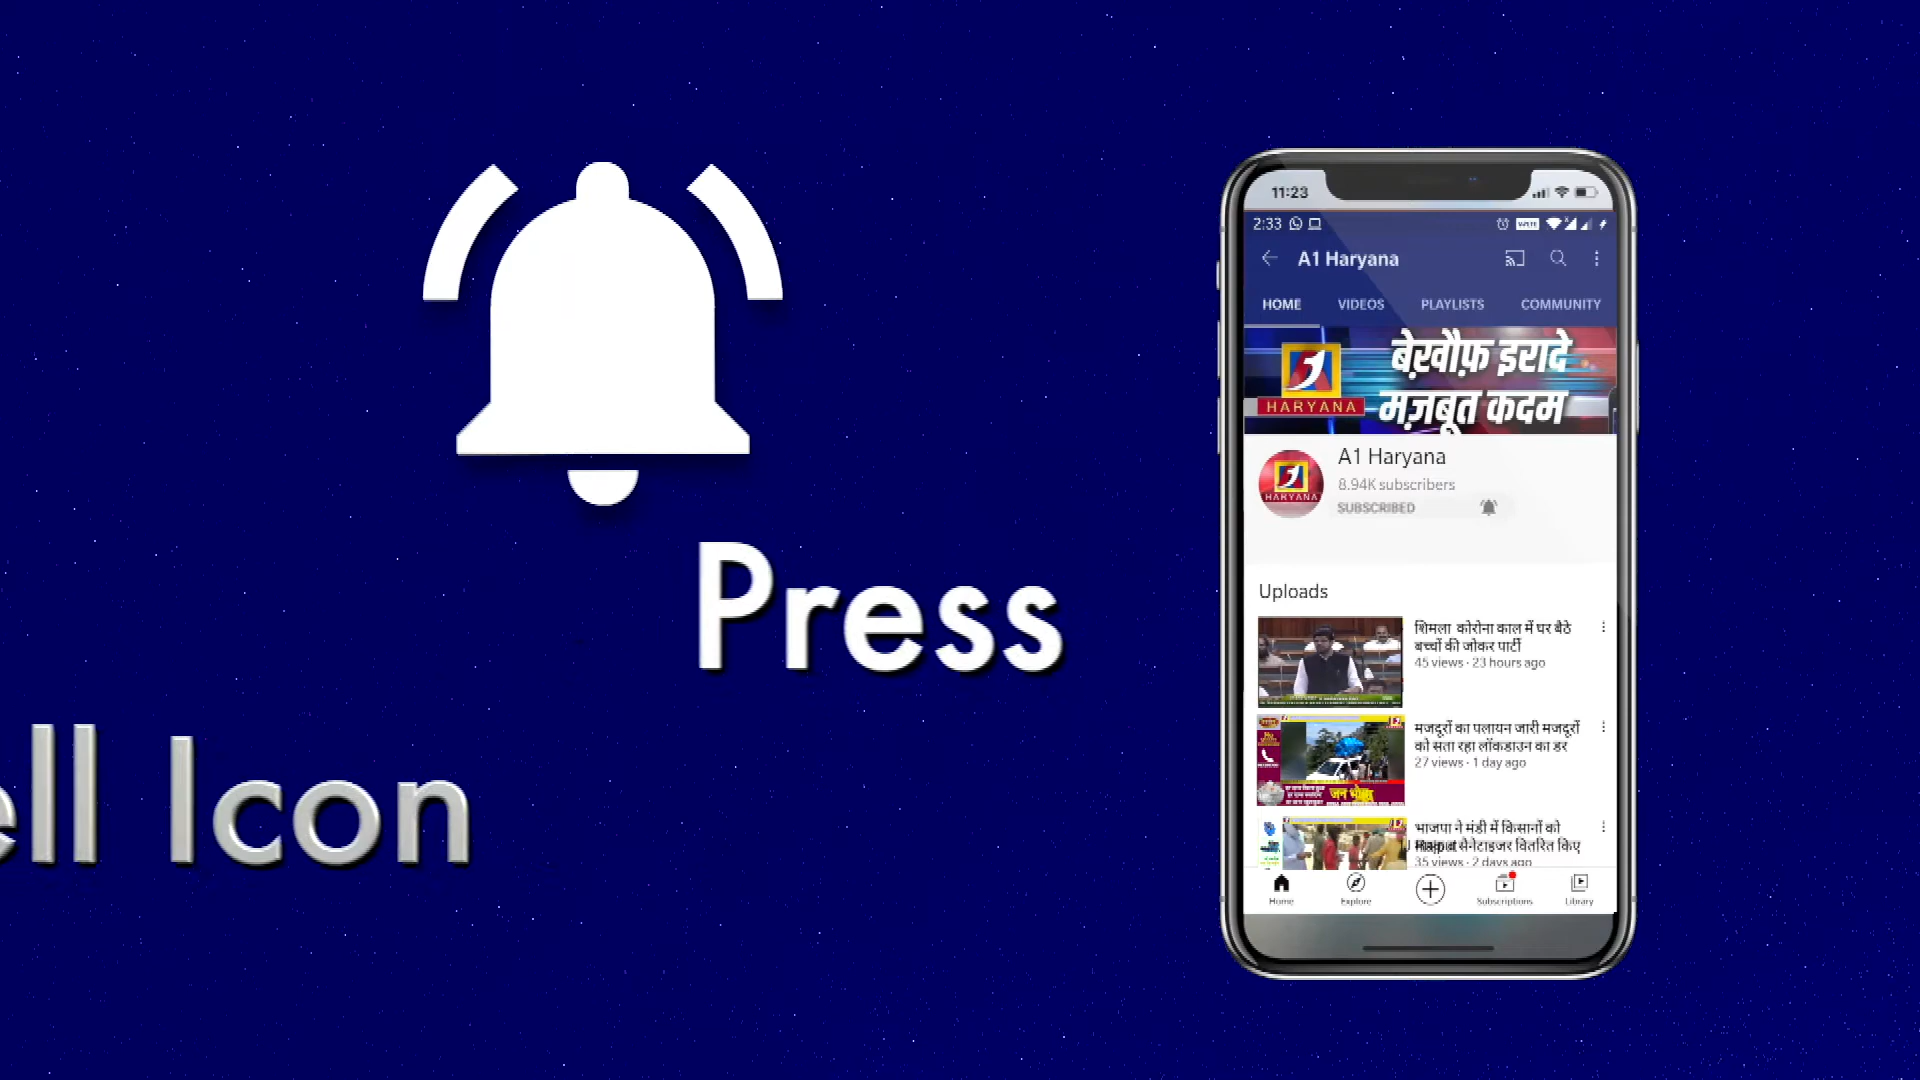 Press
ell Icon
11:23
2:33
A1 Haryana
HOME VIDEOS PLAYLISTS COMMUNITY
बेख़ौफ़ इरादे
मज़बूत कदम
HARYANA
A1 Haryana
8.94K subscribers
SUBSCRIBED
HARYANA
Uploads
शिमला कोरोना काल में घर बैठे
बच्चों की जोकर पार्टी
45 views · 23 hours ago
मजदूरों का पलायन जारी मजदूरों
को सता रहा लॉकडाउन का डर
27 views · 1 day ago
भाजपा ने मंडी में किसानों को
सेनेटाइजर वितरित किए
35 views · 2 days ago
Home Explore Subscriptions Library